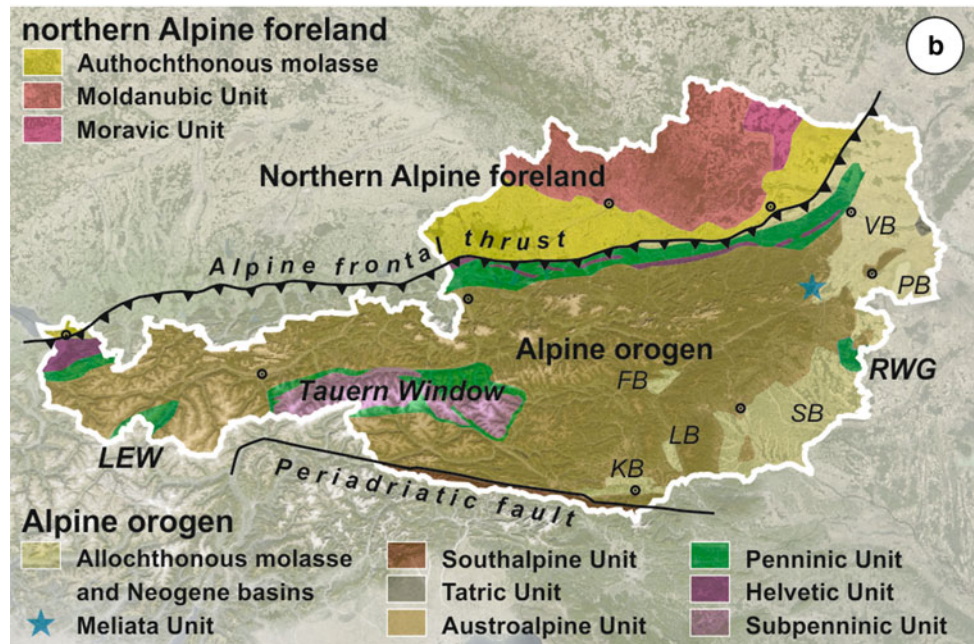 northern Alpine foreland
b
Authochthonous molasse
Moldanubic Unit
Moravic Unit
Northern Alpine foreland
Alpine frontal thrust
VB
PB
Alpine orogen
RWG
FB
Tauern Window
SB
LB
LEW
KB
Periadriatic fault
Alpine orogen
Allochthonous molasse
and Neogene basins
Meliata Unit
Southalpine Unit
Tatric Unit
Austroalpine Unit
Penninic Unit
Helvetic Unit
Subpenninic Unit